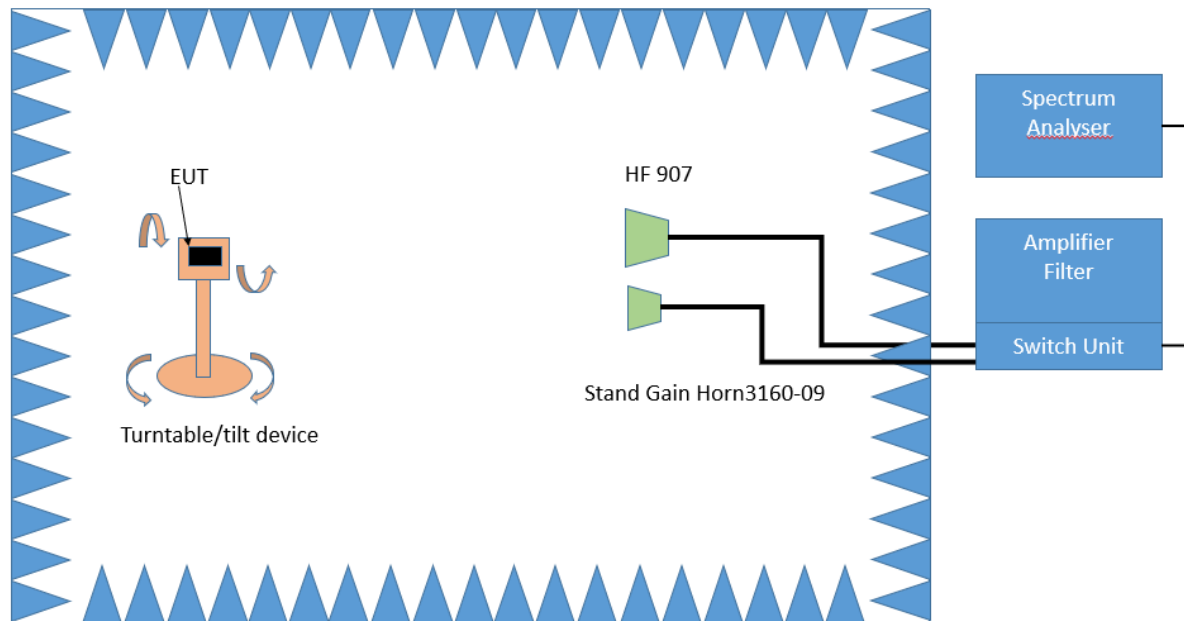 Spectrum
Analyser
EUT
HF 907
Amplifier
Filter
Switch Unit
Stand Gain Horn3160-09
Turntable/tilt device